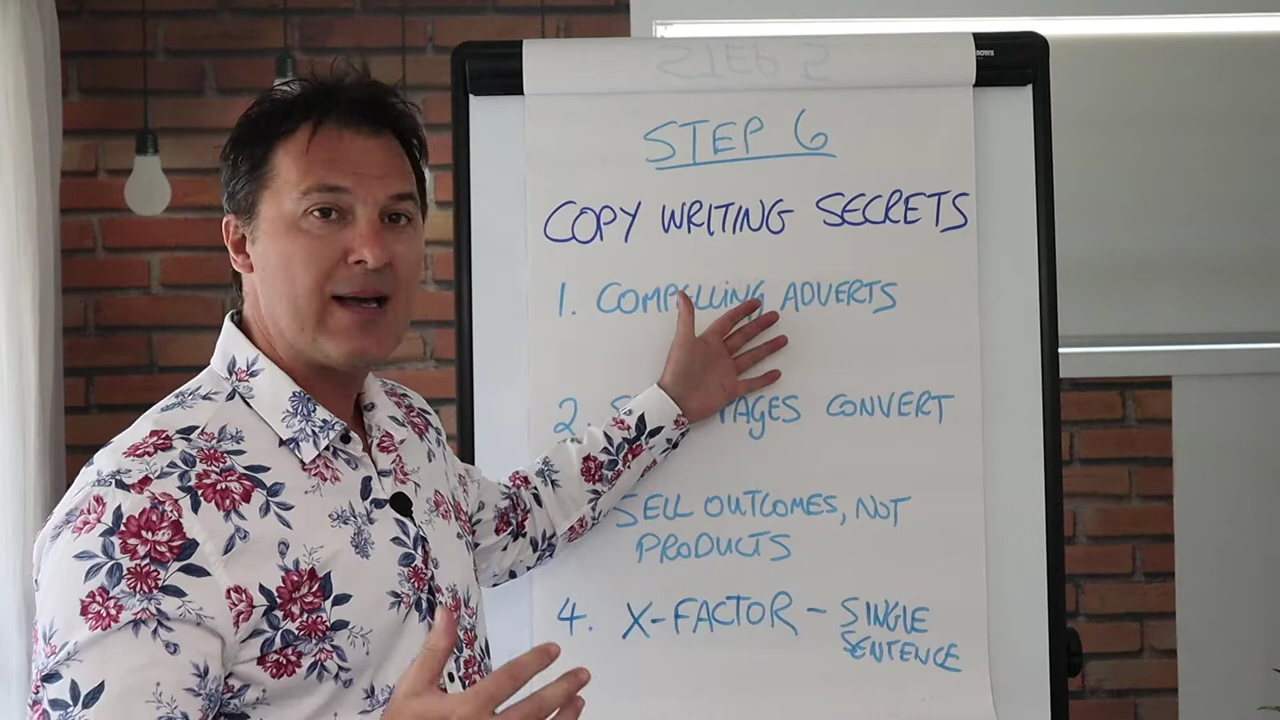 STEP 6
COPY WRITING SECRETS
1. COMPELLING ADVERTS
2 PAGES CONVERT
SELL OUTCOMES, NOT
PRODUCTS
4. X-FACTOR - SINGLE
SENTENCE